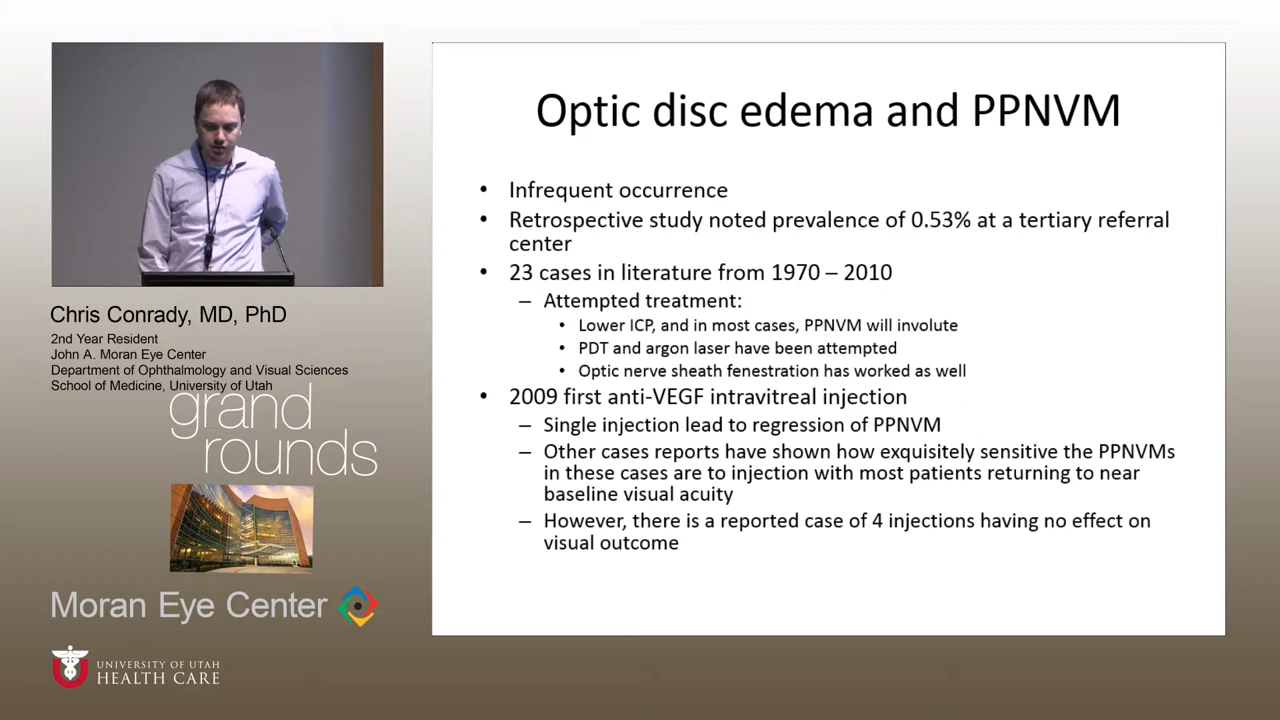 Optic disc edema and PPNVM
• Infrequent occurrence
• Retrospective study noted prevalence of 0.53% at a tertiary referral
center
• 23 cases in literature from 1970 – 2010
– Attempted treatment:
• Lower ICP, and in most cases, PPNVM will involute
• PDT and argon laser have been attempted
• Optic nerve sheath fenestration has worked as well
• 2009 first anti-VEGF intravitreal injection
– Single injection lead to regression of PPNVM
– Other cases reports have shown how exquisitely sensitive the PPNVMs
in these cases are to injection with most patients returning to near
baseline visual acuity
– However, there is a reported case of 4 injections having no effect on
visual outcome
Chris Conrady, MD, PhD
2nd Year Resident
John A. Moran Eye Center
Department of Ophthalmology and Visual Sciences
School of Medicine, University of Utah
grand
rounds
Moran Eye Center
UNIVERSITY OF UTAH
HEALTH CARE